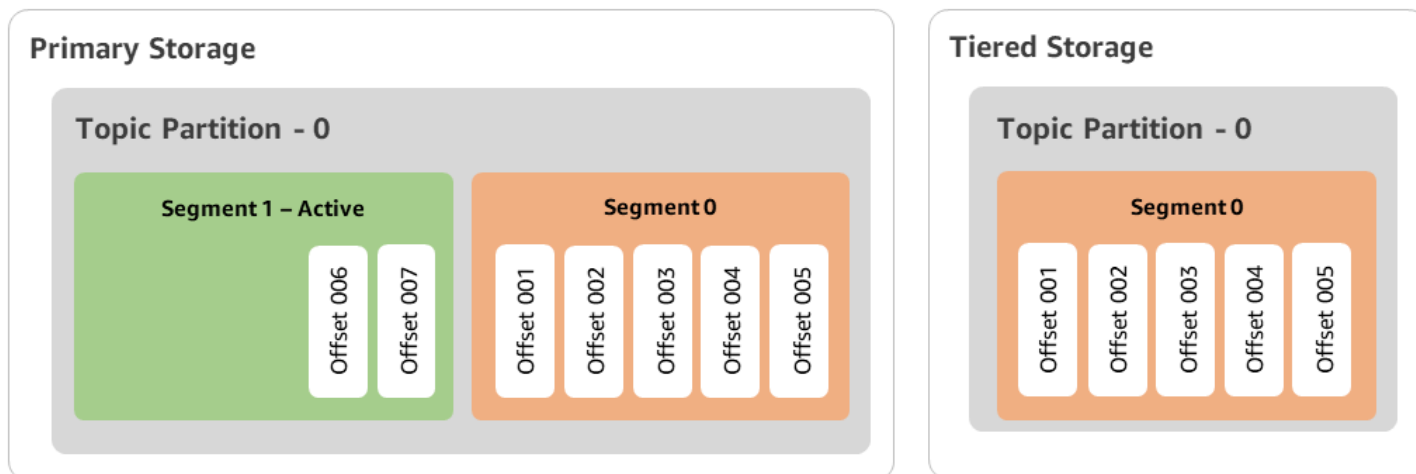 Primary Storage
Topic Partition - 0
Segment 1 – Active
Offset 006
Offset 007
Segment 0
Offset 001
Offset 002
Offset 003
Offset 004
Offset 005
Tiered Storage
Topic Partition - 0
Segment 0
Offset 001
Offset 002
Offset 003
Offset 004
Offset 005